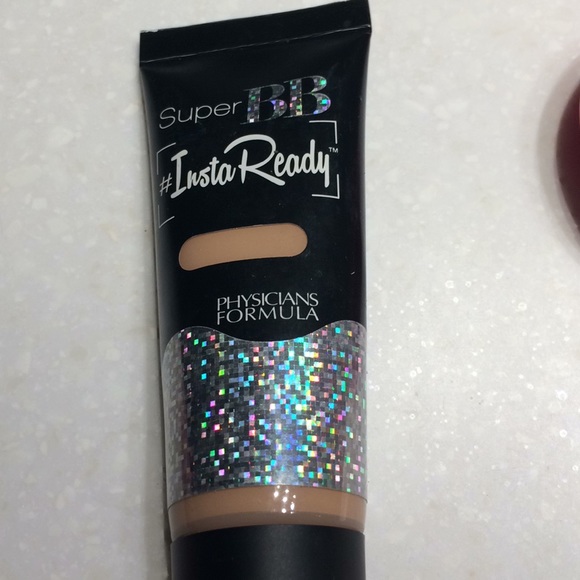 Super BB
#InstaReady™
PHYSICIANS
FORMULA